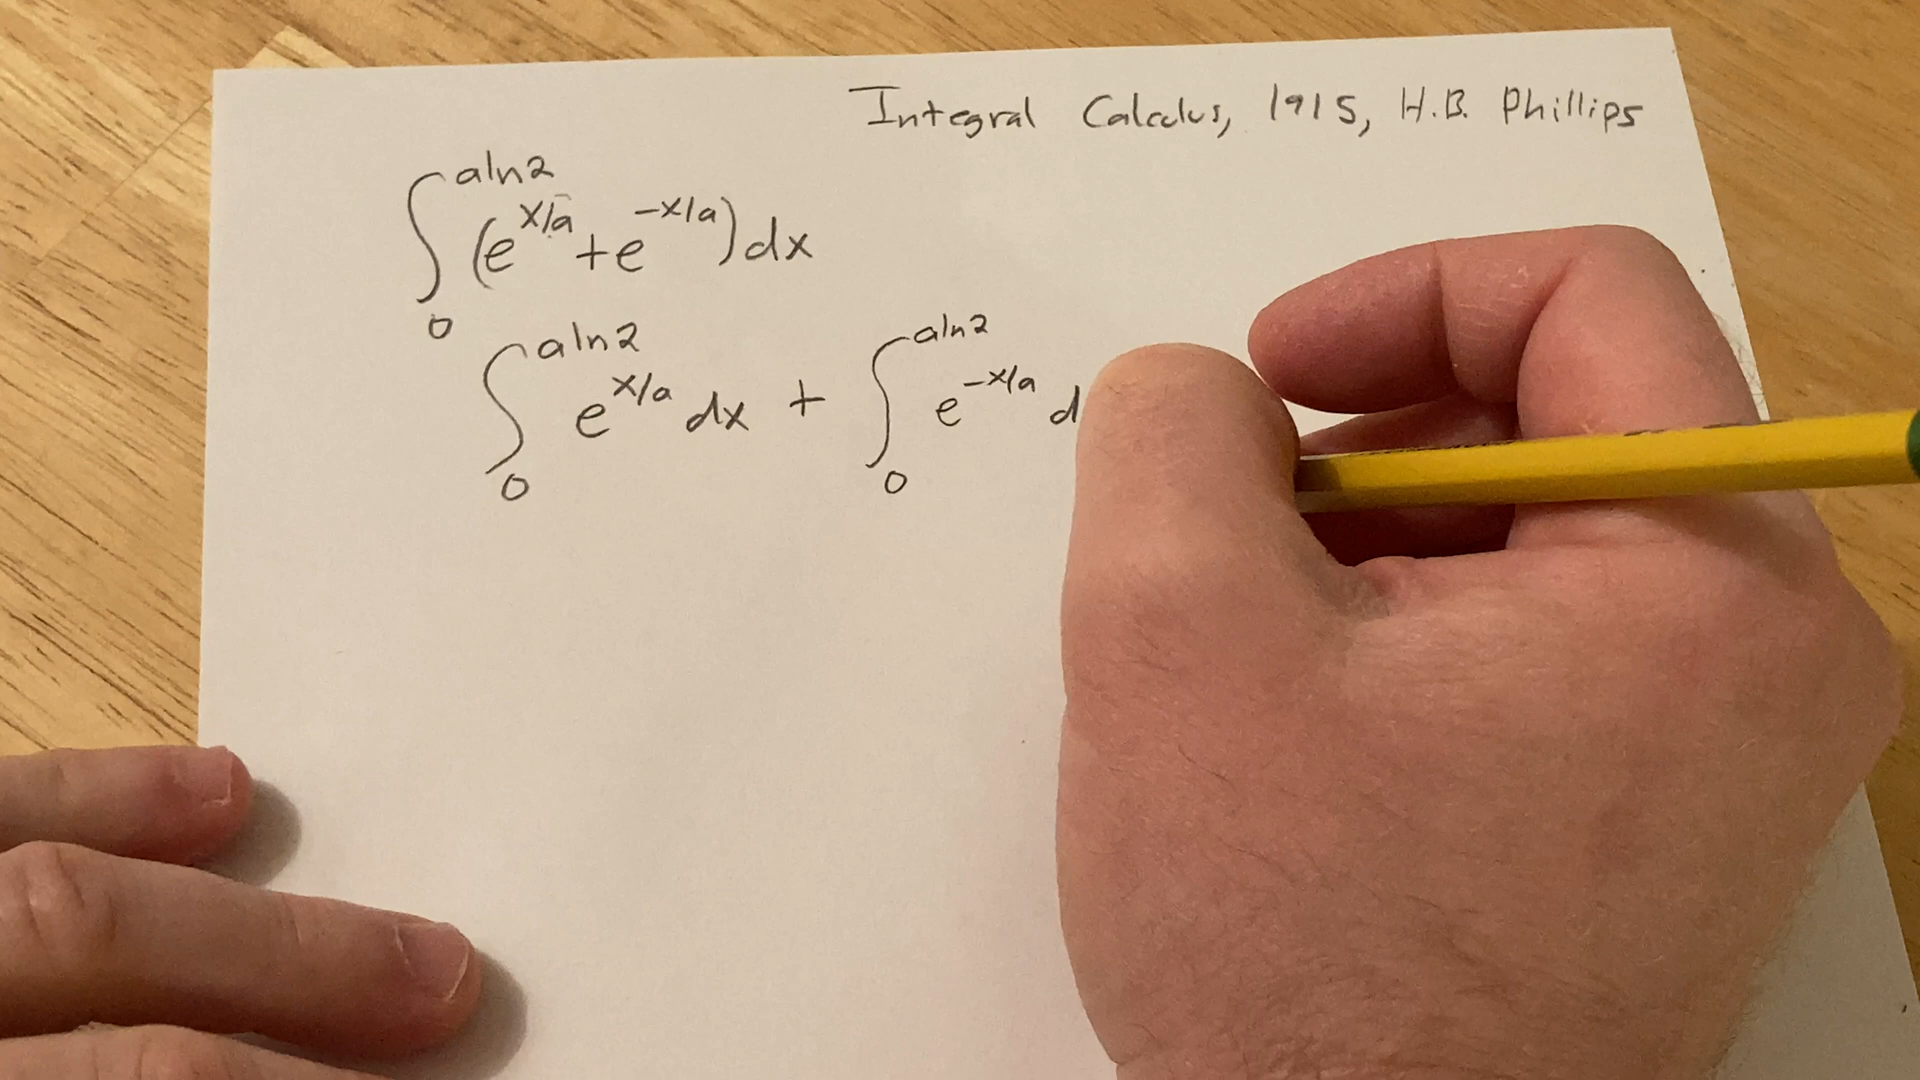 Integral Calculus, 1915, H.B. Phillips
∫₀^{aln2} (e^{x/a} + e^{-x/a}) dx
∫₀^{aln2} e^{x/a} dx + ∫₀^{aln2} e^{-x/a} d